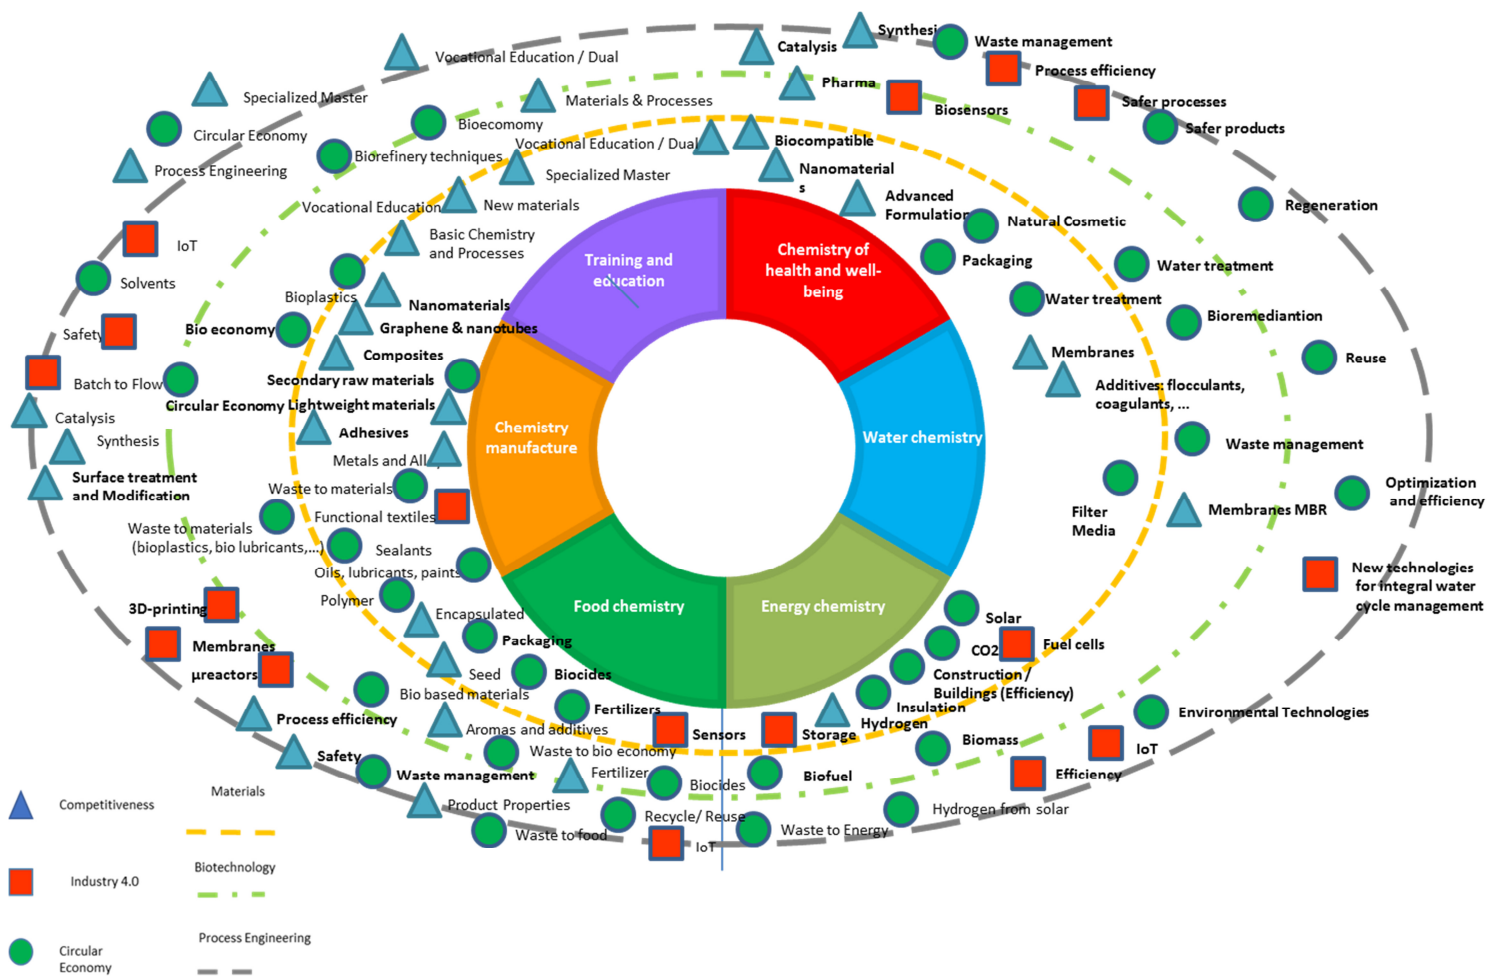 Vocational Education / Dual
Catalysis
Synthesi
Waste management
Process efficiency
Specialized Master
Materials & Processes
Pharma
Biosensors
Safer processes
Safer products
Circular Economy
Bioecomomy
Vocational Education / Dual
Biocompatible
Process Engineering
Biorefinery techniques
Specialized Master
Nanomaterial
s
Vocational Education
New materials
Advanced
Formulation
Regeneration
Natural Cosmetic
IoT
Basic Chemistry
and Processes
Training and
education
Chemistry of
health and well-
being
Packaging
Water treatment
Solvents
Bioplastics
Nanomaterials
Water treatment
Bioremediantion
Safety
Bio economy
Graphene & nanotubes
Composites
Membranes
Reuse
Batch to Flow
Secondary raw materials
Additives: flocculants,
coagulants, ...
Circular Economy
Lightweight materials
Catalysis
Adhesives
Chemistry
manufacture
Water chemistry
Waste management
Synthesis
Metals and All
Surface treatment
and Modification
Waste to materials
Optimization
and efficiency
Functional textiles
Filter
Media
Membranes MBR
Waste to materials
(bioplastics, bio lubricants,...)
Sealants
Oils, lubricants, paints
New technologies
for integral water
cycle management
3D-printing
Polymer
Encapsulated
Food chemistry
Energy chemistry
Solar
Membranes
Packaging
CO2
Fuel cells
µreactors
Seed
Biocides
Construction /
Buildings (Efficiency)
Bio based materials
Fertilizers
Insulation
Process efficiency
Aromas and additives
Sensors
Storage
Hydrogen
Environmental Technologies
Safety
Waste to bio economy
Biomass
IoT
Waste management
Fertilizer
Biocides
Biofuel
Efficiency
Product Properties
Recycle/ Reuse
Hydrogen from solar
Waste to food
IoT
Waste to Energy
Competitiveness
Materials
Industry 4.0
Biotechnology
Circular
Economy
Process Engineering